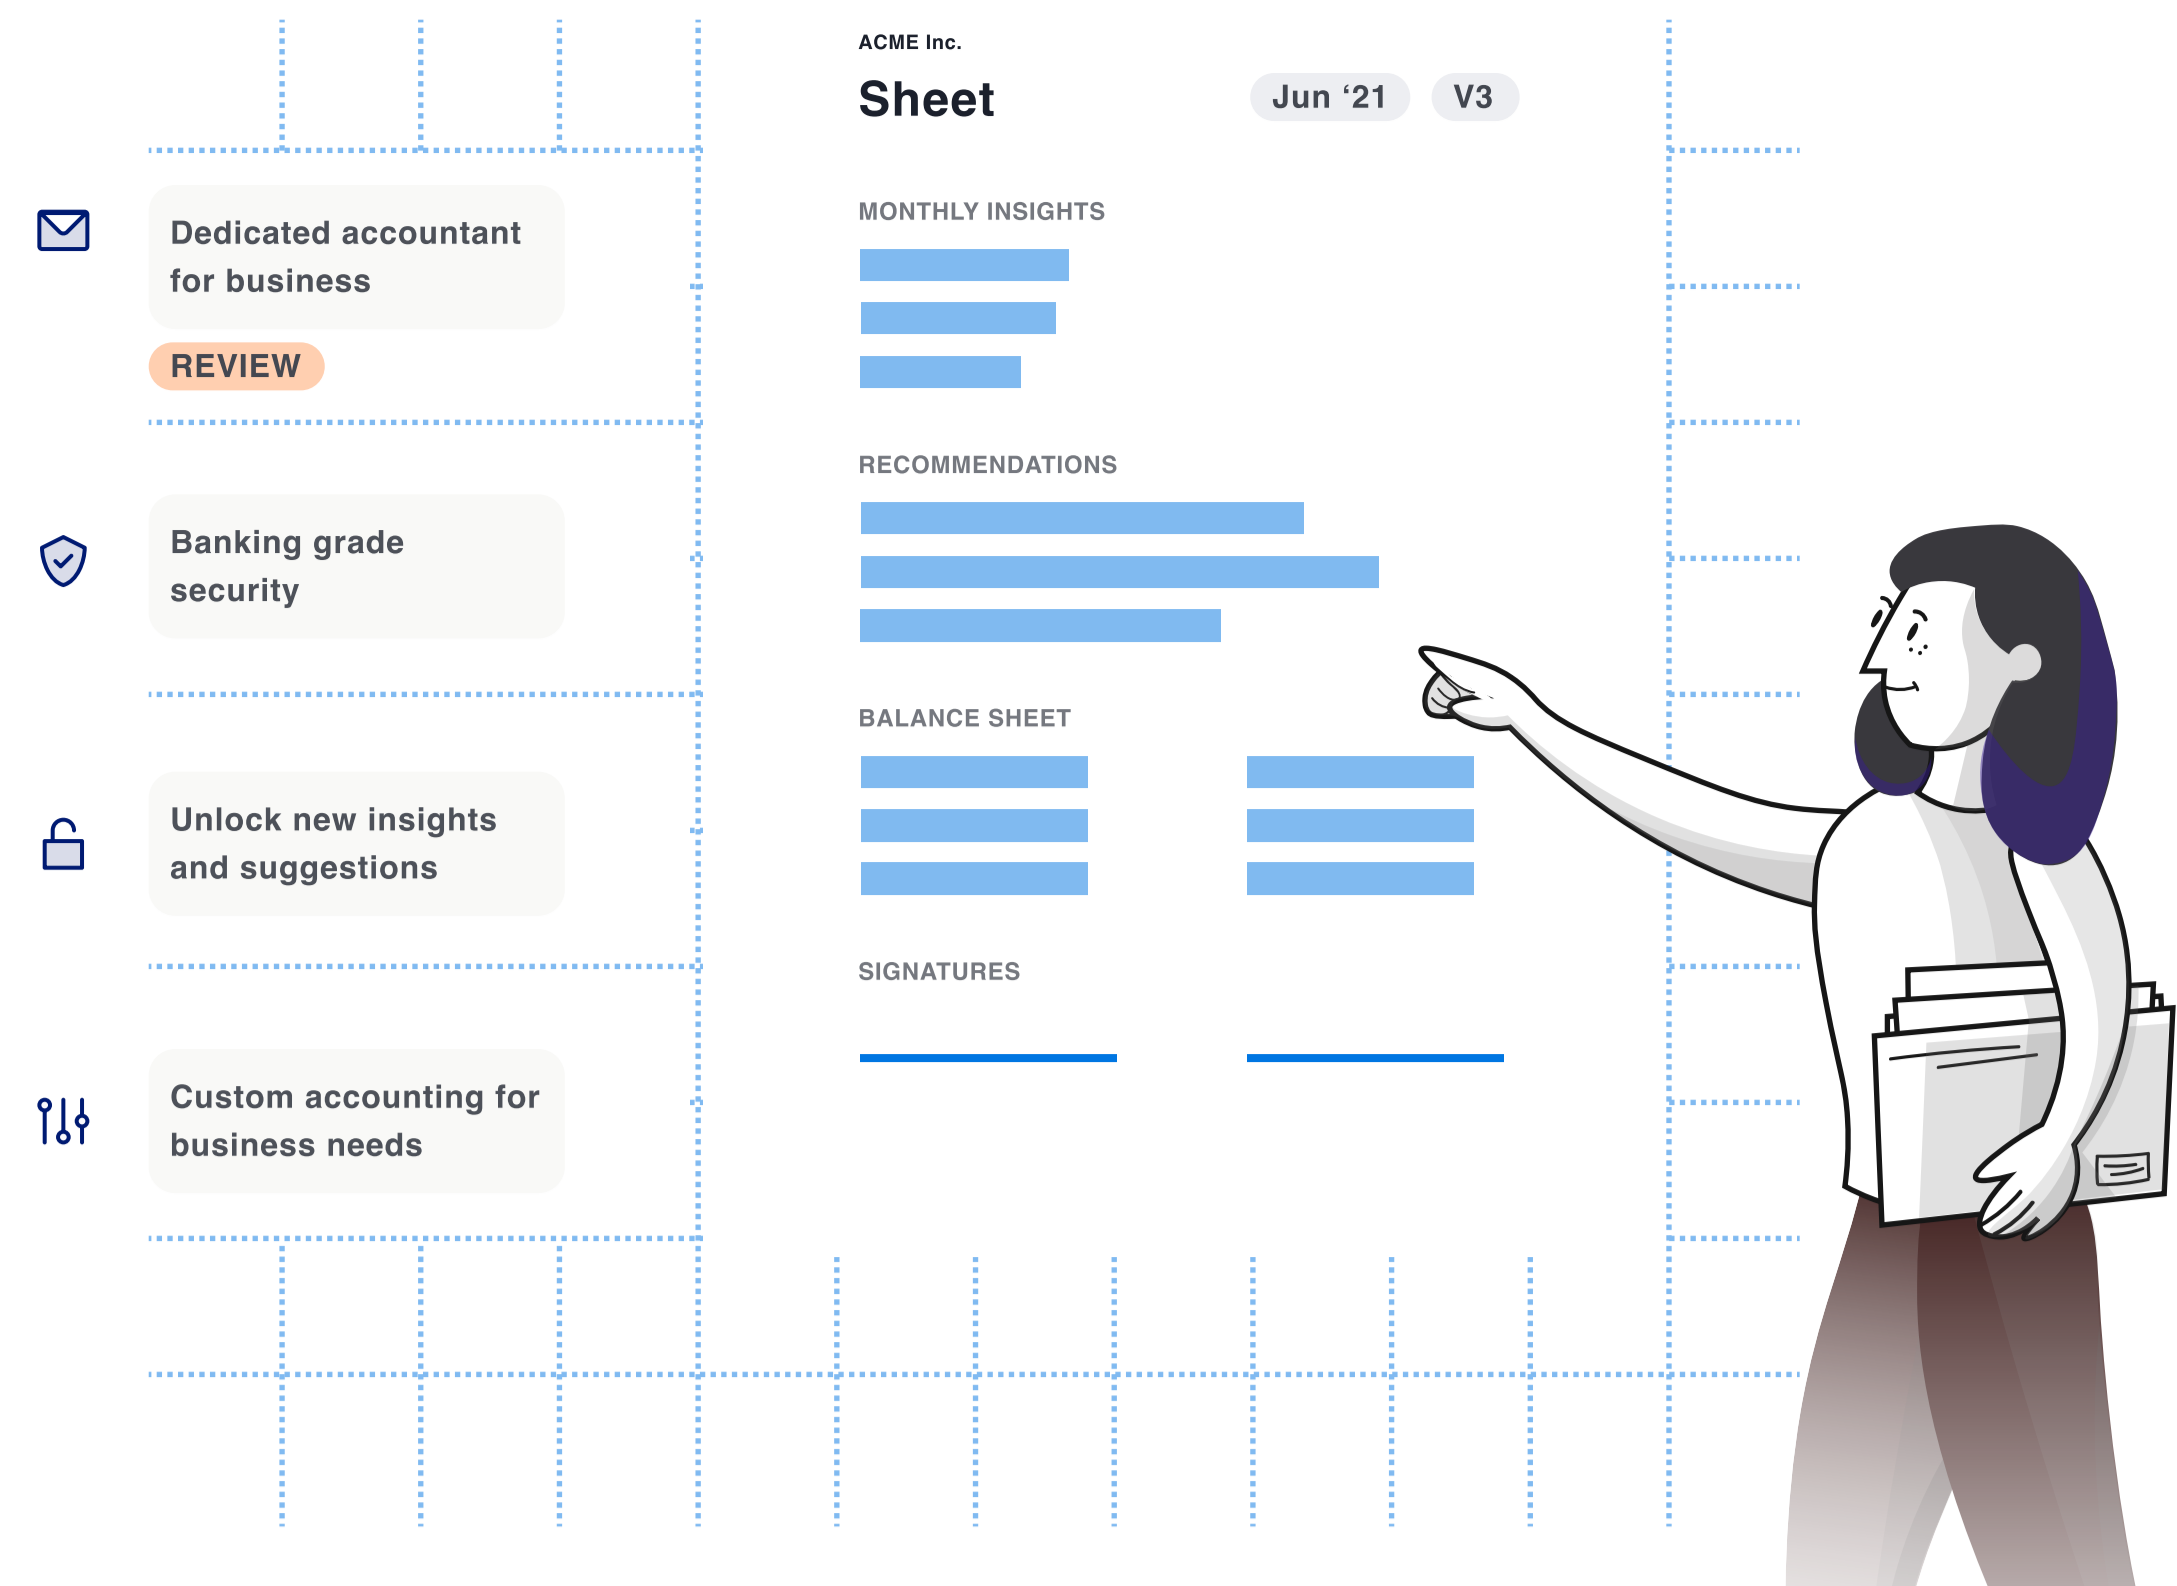 ACME Inc.
Sheet
Jun ‘21
V3
Dedicated accountant
for business
REVIEW
Banking grade
security
Unlock new insights
and suggestions
Custom accounting for
business needs
MONTHLY INSIGHTS
RECOMMENDATIONS
BALANCE SHEET
SIGNATURES